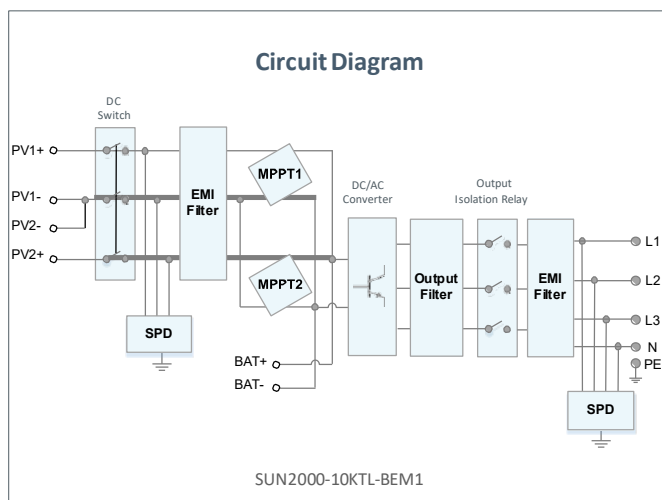 Circuit Diagram
DC
Switch
PV1+
PV1-
PV2-
PV2+
EMI
Filter
MPPT1
MPPT2
SPD
BAT+
BAT-
DC/AC
Converter
Output
Filter
Output
Isolation Relay
EMI
Filter
L1
L2
L3
N
PE
SPD
SUN2000-10KTL-BEM1